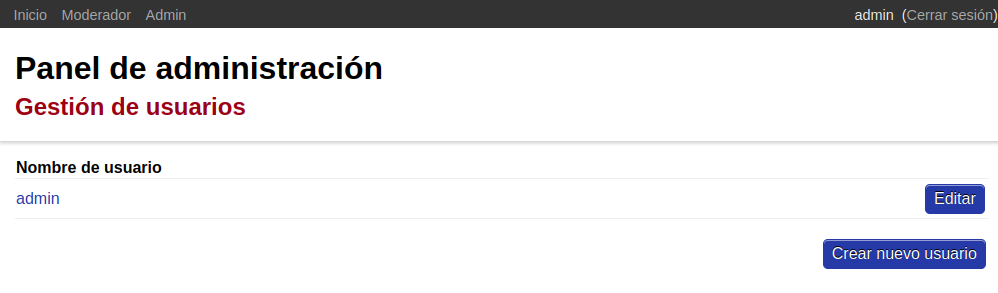 Inicio Moderador Admin admin (Cerrar sesión)
Panel de administración
Gestión de usuarios
Nombre de usuario
admin Editar
Crear nuevo usuario